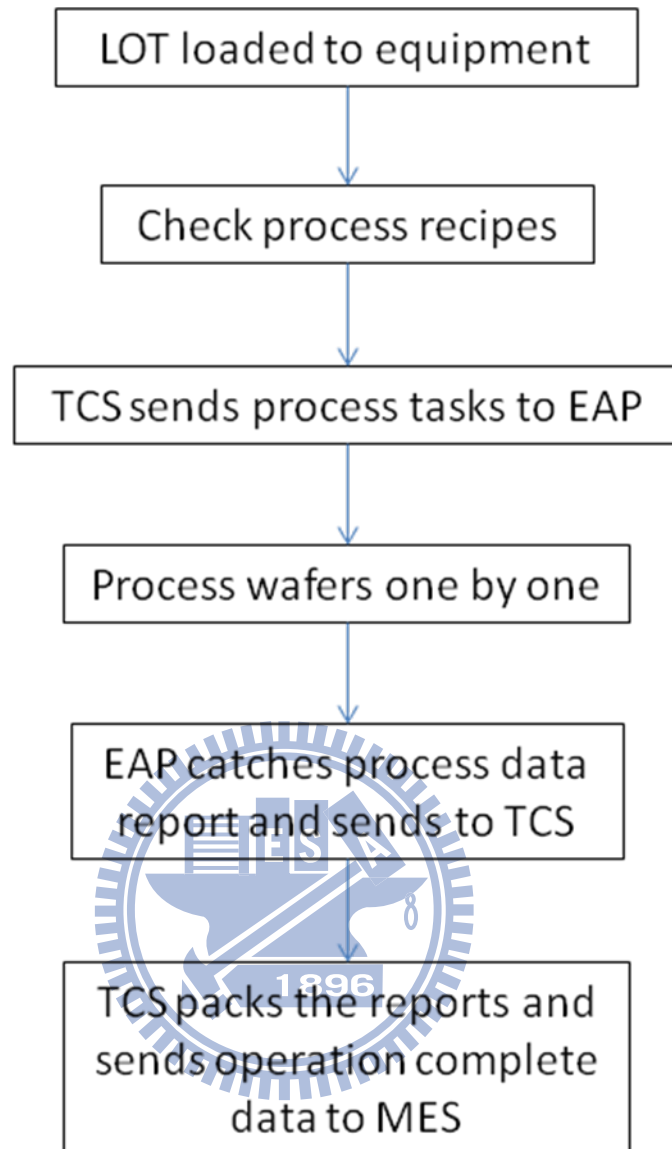 LOT loaded to equipment
Check process recipes
TCS sends process tasks to EAP
Process wafers one by one
EAP catches process data
report and sends to TCS
E S A
1896
TCS packs the reports and
sends operation complete
data to MES